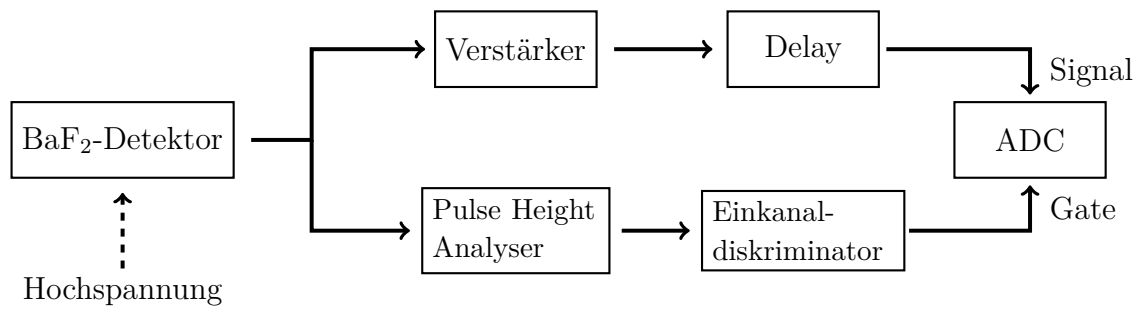 Verstärker
Delay
Signal
BaF₂-Detektor
ADC
Pulse Height
Analyser
Einkanal-
diskriminator
Gate
Hochspannung